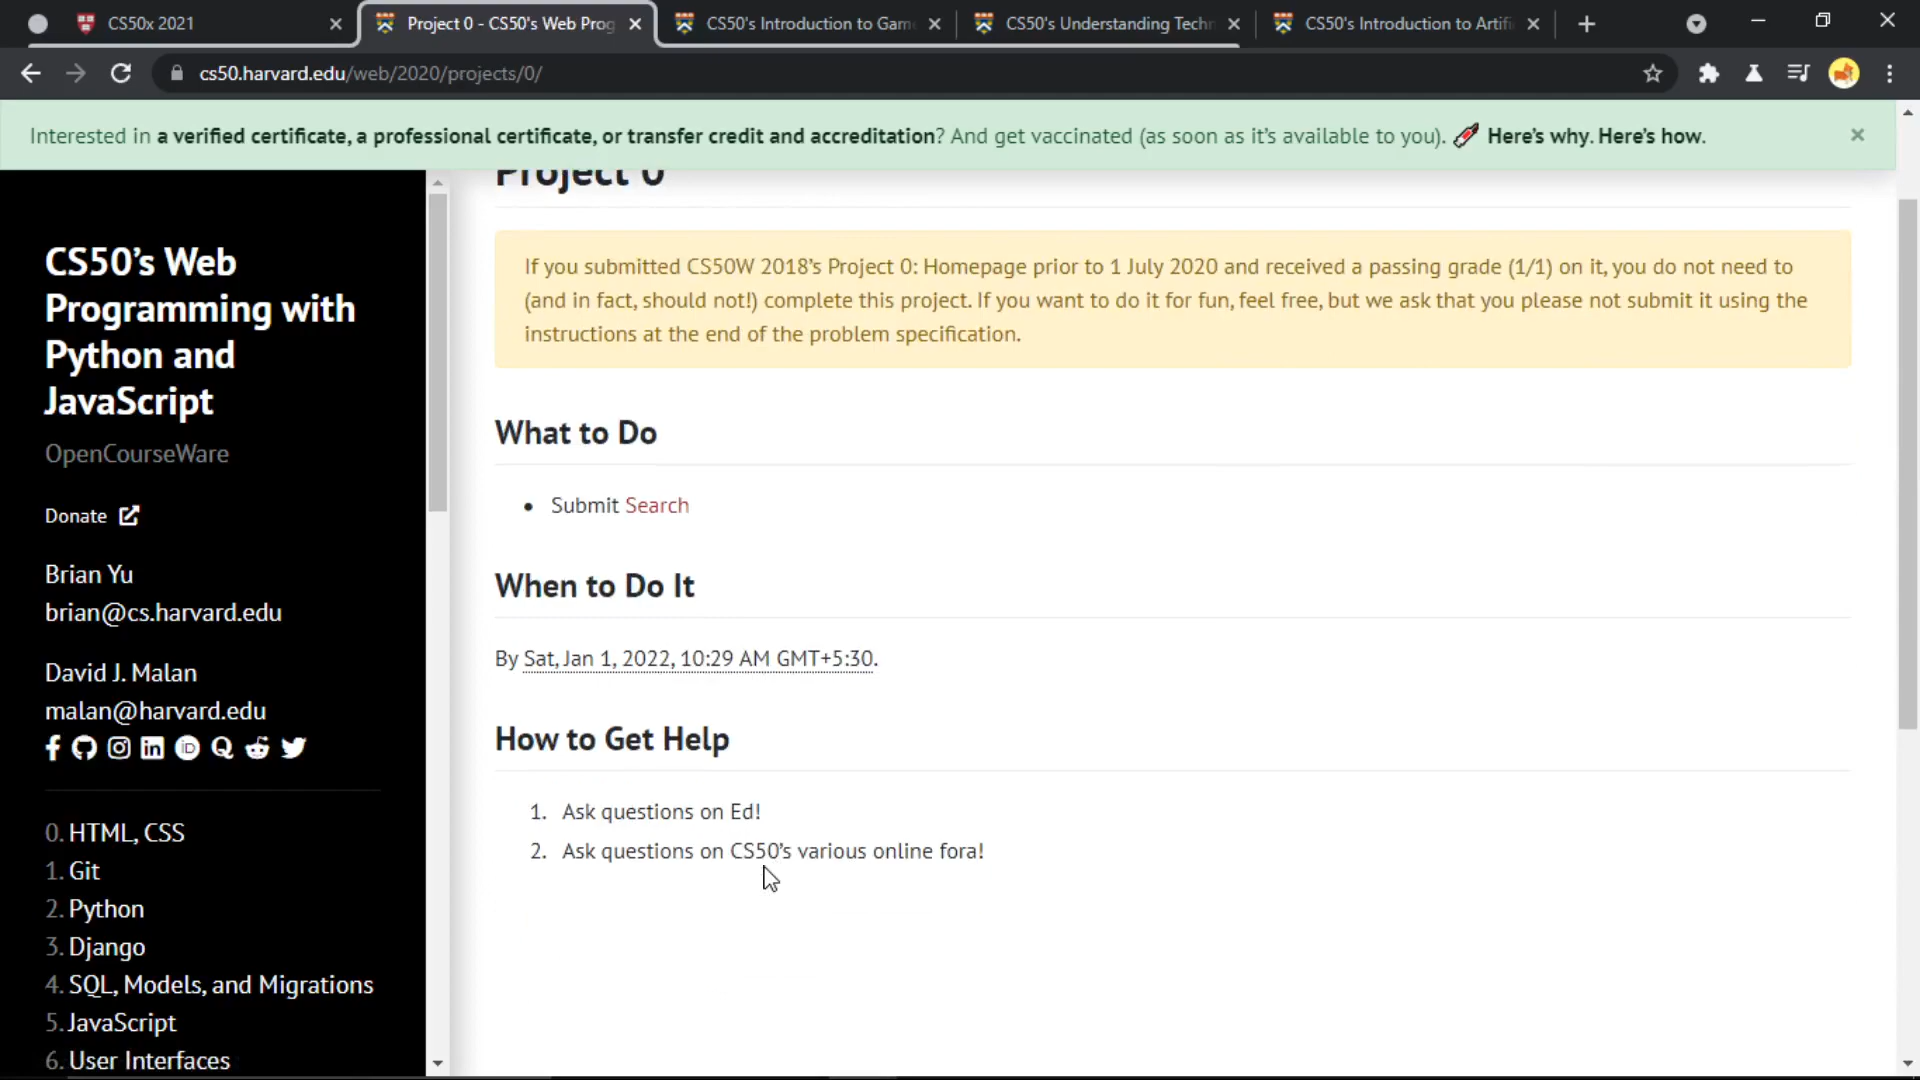 CS50x 2021
Project 0 - CS50's Web Prog
CS50's Introduction to Gam
CS50's Understanding Techn
CS50's Introduction to Artifi
cs50.harvard.edu/web/2020/projects/0/
Interested in a verified certificate, a professional certificate, or transfer credit and accreditation? And get vaccinated (as soon as it’s available to you). Here’s why. Here’s how.
CS50’s Web
Programming with
Python and
JavaScript
OpenCourseWare
Donate
Brian Yu
brian@cs.harvard.edu
David J. Malan
malan@harvard.edu
0. HTML, CSS
1. Git
2. Python
3. Django
4. SQL, Models, and Migrations
5. JavaScript
6. User Interfaces
Project 0
If you submitted CS50W 2018’s Project 0: Homepage prior to 1 July 2020 and received a passing grade (1/1) on it, you do not need to
(and in fact, should not!) complete this project. If you want to do it for fun, feel free, but we ask that you please not submit it using the
instructions at the end of the problem specification.
What to Do
Submit Search
When to Do It
By Sat, Jan 1, 2022, 10:29 AM GMT+5:30.
How to Get Help
1. Ask questions on Ed!
2. Ask questions on CS50’s various online fora!